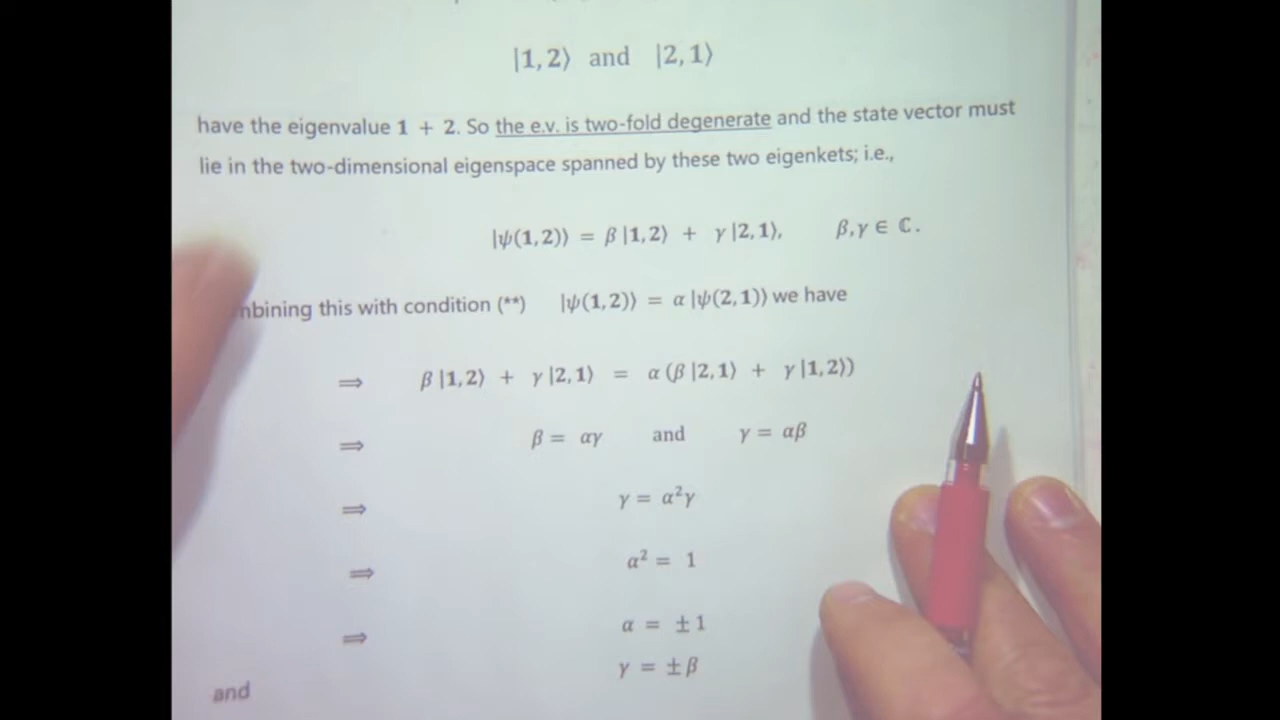 |1, 2⟩ and |2, 1⟩
have the eigenvalue 1 + 2. So the e.v. is two-fold degenerate and the state vector must
lie in the two-dimensional eigenspace spanned by these two eigenkets; i.e.,
|ψ(1, 2)⟩ = β |1, 2⟩ + γ |2, 1⟩, β,γ ∈ ℂ.
mbining this with condition (**) |ψ(1, 2)⟩ = α |ψ(2, 1)⟩ we have
⟹ β |1, 2⟩ + γ |2, 1⟩ = α (β |2, 1⟩ + γ |1, 2⟩)
⟹ β = αγ and γ = αβ
⟹ γ = α²γ
⟹ α² = 1
⟹ α = ±1
γ = ±β
and